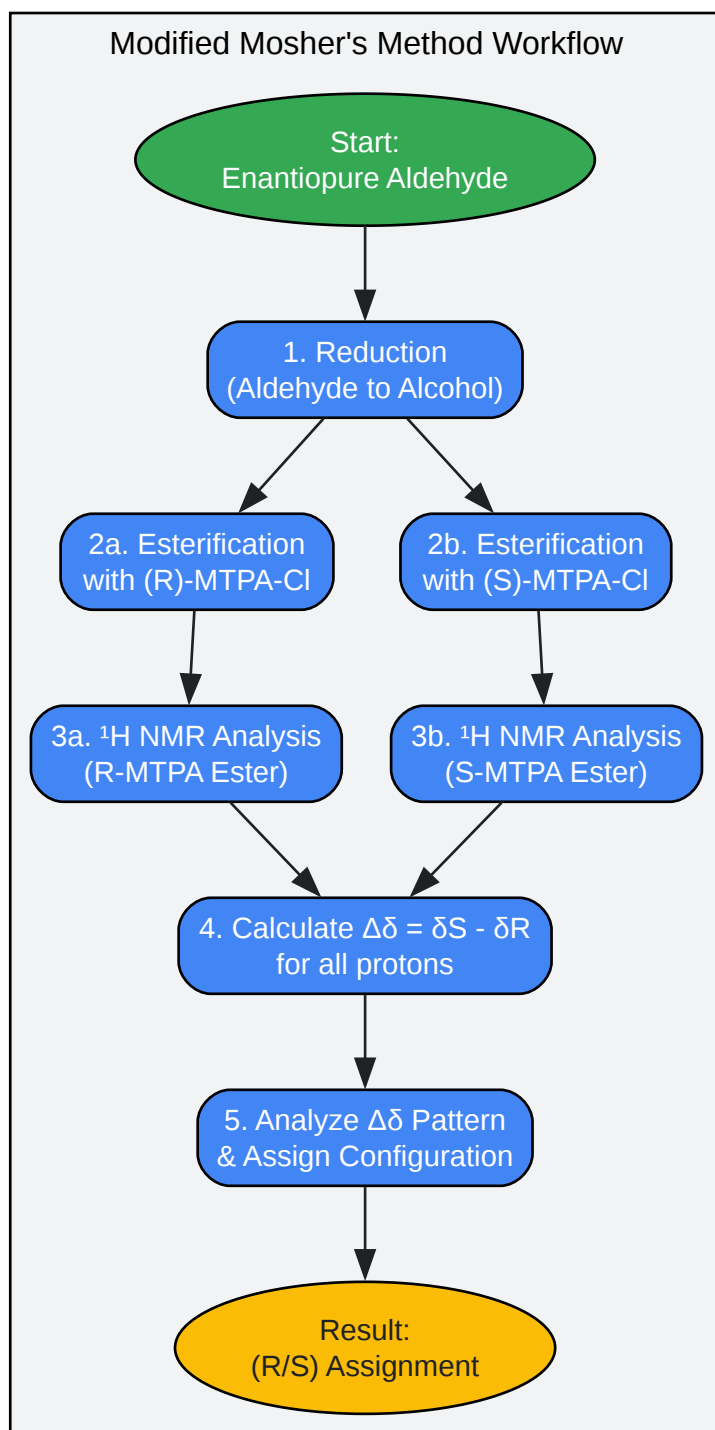 Modified Mosher's Method Workflow
Start:
Enantiopure Aldehyde
1. Reduction
(Aldehyde to Alcohol)
2a. Esterification
with (R)-MTPA-Cl
2b. Esterification
with (S)-MTPA-Cl
3a. ¹H NMR Analysis
(R-MTPA Ester)
3b. ¹H NMR Analysis
(S-MTPA Ester)
4. Calculate Δδ = δS - δR
for all protons
5. Analyze Δδ Pattern
& Assign Configuration
Result:
(R/S) Assignment